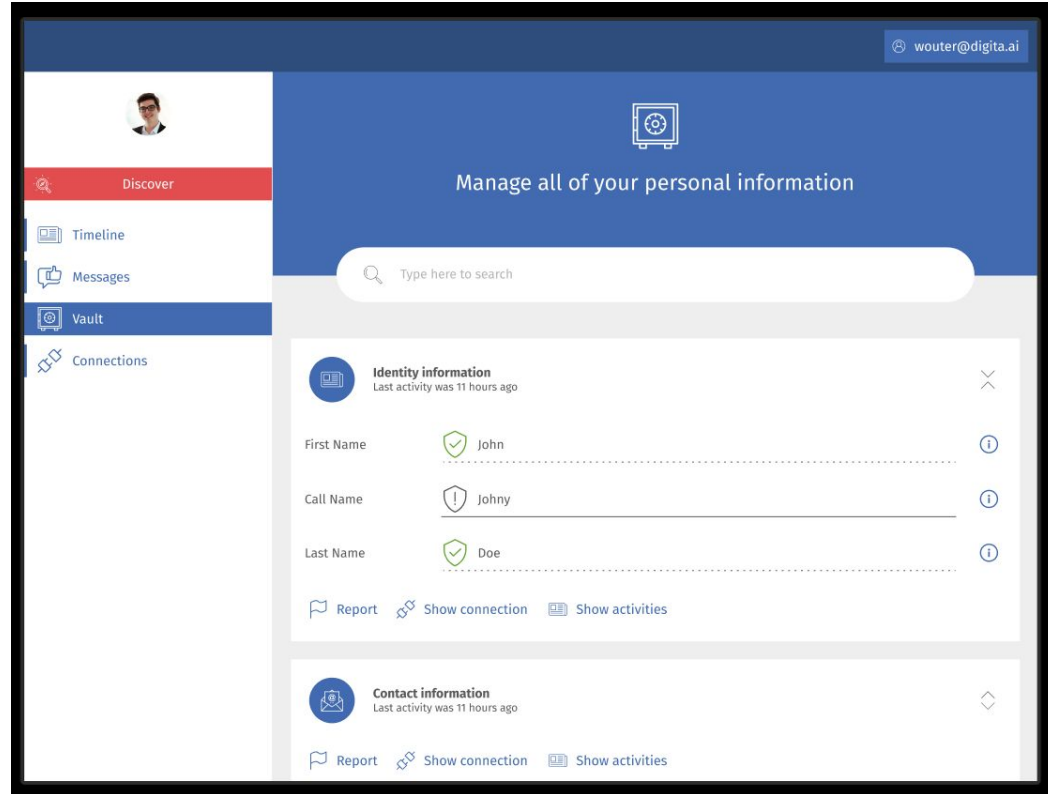 wouter@digita.ai
Discover
Timeline
Messages
Vault
Connections
Manage all of your personal information
Type here to search
Identity information
Last activity was 11 hours ago
First Name John
Call Name Johny
Last Name Doe
Report Show connection Show activities
Contact information
Last activity was 11 hours ago
Report Show connection Show activities